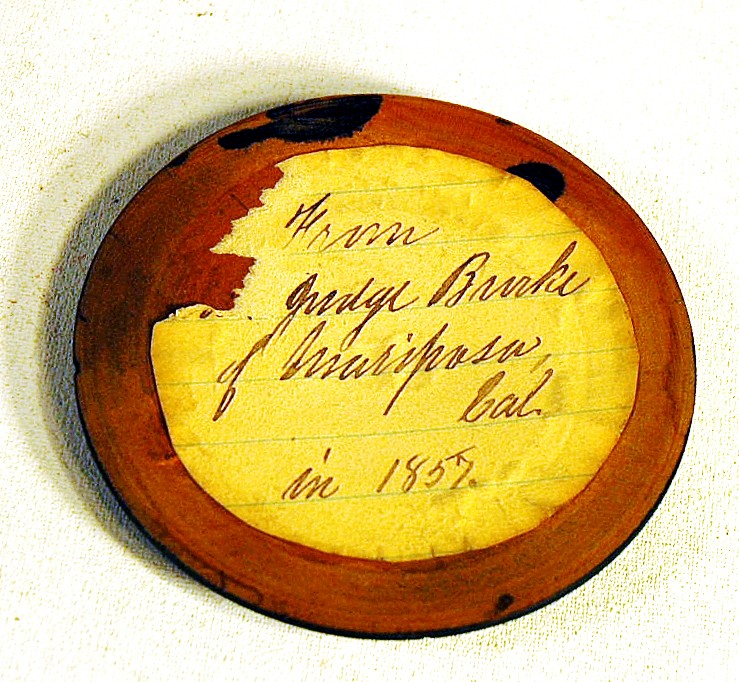 From
Judge Burke
of Mariposa,
Cal.
in 1857.